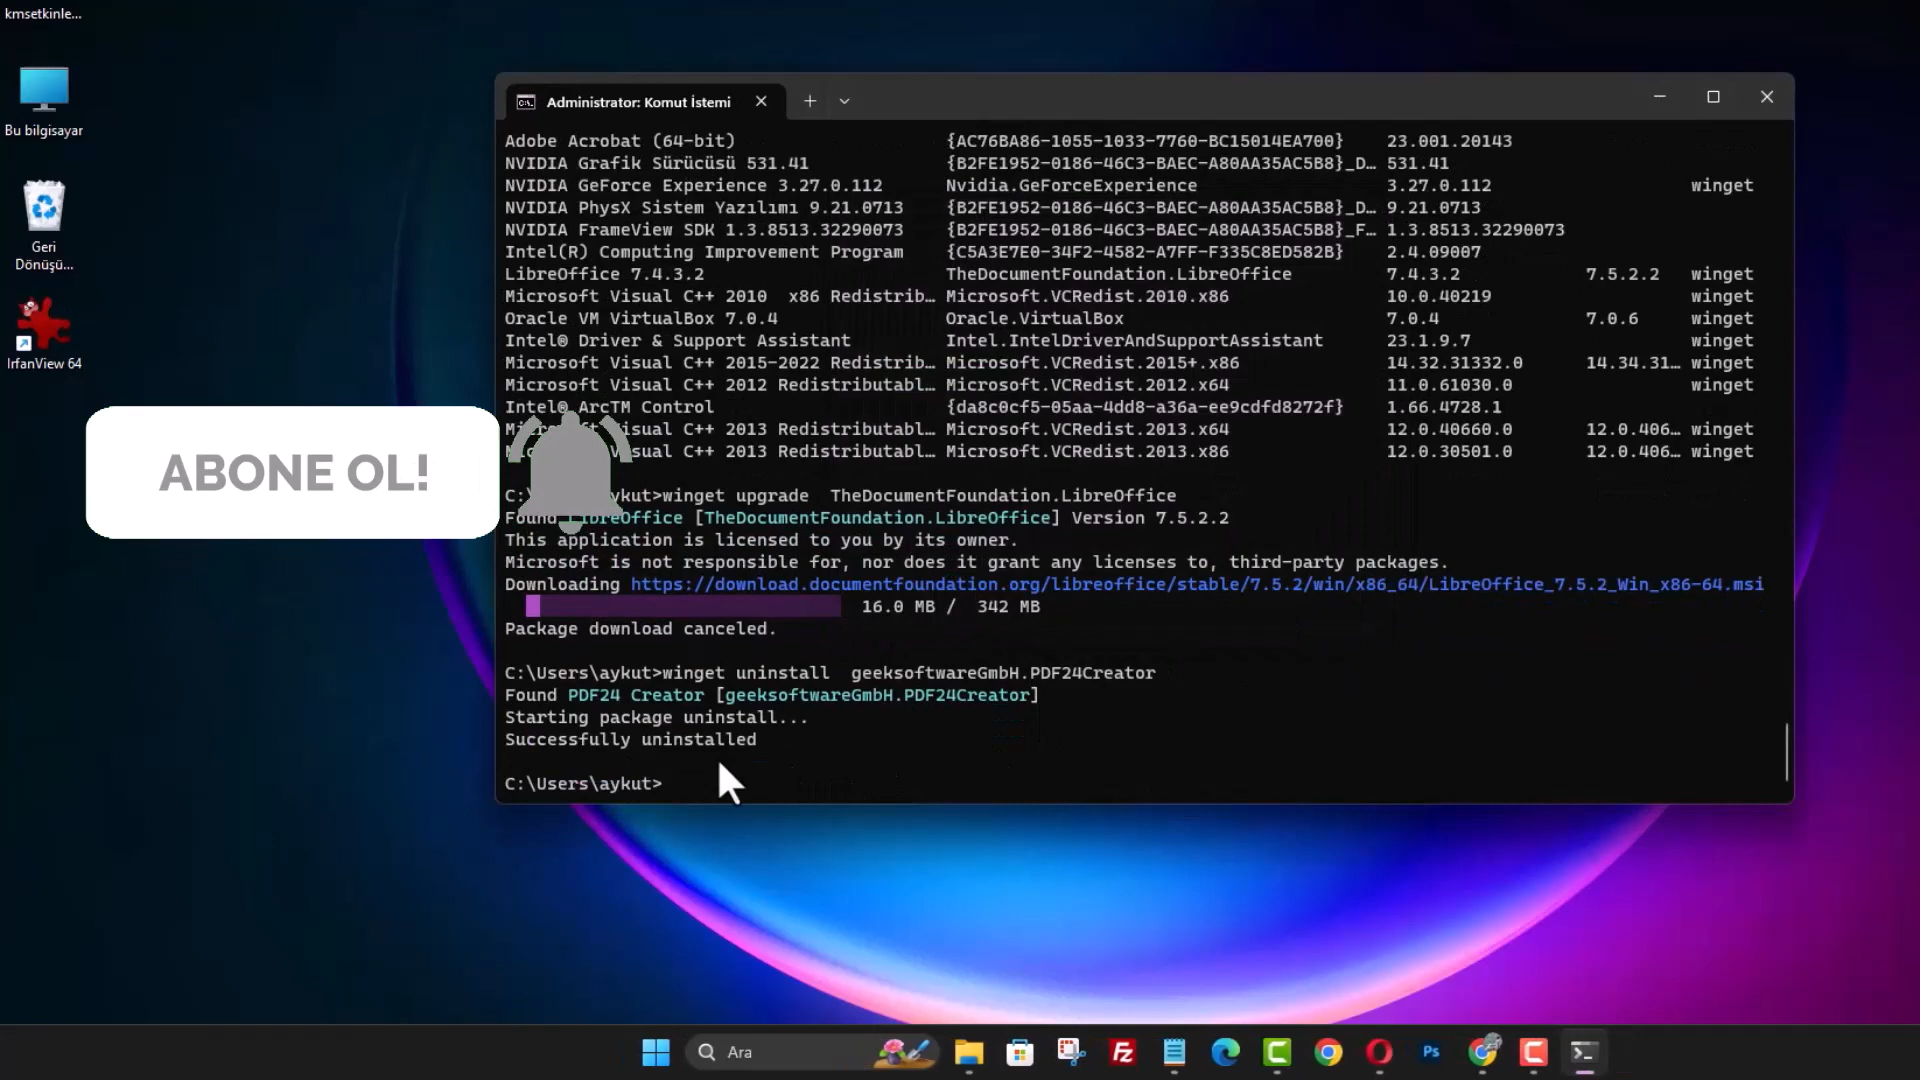 kmsetkinle...
Bu bilgisayar
Geri
Dönüşü...
IrfanView 64
ABONE OL!
Administrator: Komut İstemi
Adobe Acrobat (64-bit) {AC76BA86-1055-1033-7760-BC15014EA700} 23.001.20143
NVIDIA Grafik Sürücüsü 531.41 {B2FE1952-0186-46C3-BAEC-A80AA35AC5B8}_D… 531.41
NVIDIA GeForce Experience 3.27.0.112 Nvidia.GeForceExperience 3.27.0.112 winget
NVIDIA PhysX Sistem Yazılımı 9.21.0713 {B2FE1952-0186-46C3-BAEC-A80AA35AC5B8}_D… 9.21.0713
NVIDIA FrameView SDK 1.3.8513.32290073 {B2FE1952-0186-46C3-BAEC-A80AA35AC5B8}_F… 1.3.8513.32290073
Intel(R) Computing Improvement Program {C5A3E7E0-34F2-4582-A7FF-F335C8ED582B} 2.4.09007
LibreOffice 7.4.3.2 TheDocumentFoundation.LibreOffice 7.4.3.2 7.5.2.2 winget
Microsoft Visual C++ 2010 x86 Redistrib… Microsoft.VCRedist.2010.x86 10.0.40219 winget
Oracle VM VirtualBox 7.0.4 Oracle.VirtualBox 7.0.4 7.0.6 winget
Intel® Driver & Support Assistant Intel.IntelDriverAndSupportAssistant 23.1.9.7 winget
Microsoft Visual C++ 2015-2022 Redistrib… Microsoft.VCRedist.2015+.x86 14.32.31332.0 14.34.31… winget
Microsoft Visual C++ 2012 Redistributabl… Microsoft.VCRedist.2012.x64 11.0.61030.0 winget
Intel® ArcTM Control {da8c0cf5-05aa-4dd8-a36a-ee9cdfd8272f} 1.66.4728.1
Visual C++ 2013 Redistributabl… Microsoft.VCRedist.2013.x64 12.0.40660.0 12.0.406… winget
Visual C++ 2013 Redistributabl… Microsoft.VCRedist.2013.x86 12.0.30501.0 12.0.406… winget
C:\ ykut>winget upgrade TheDocumentFoundation.LibreOffice
Found LibreOffice [TheDocumentFoundation.LibreOffice] Version 7.5.2.2
This application is licensed to you by its owner.
Microsoft is not responsible for, nor does it grant any licenses to, third-party packages.
Downloading https://download.documentfoundation.org/libreoffice/stable/7.5.2/win/x86_64/LibreOffice_7.5.2_Win_x86-64.msi
16.0 MB / 342 MB
Package download canceled.
C:\Users\aykut>winget uninstall geeksoftwareGmbH.PDF24Creator
Found PDF24 Creator [geeksoftwareGmbH.PDF24Creator]
Starting package uninstall...
Successfully uninstalled
C:\Users\aykut>
Ara
Fz
Ps